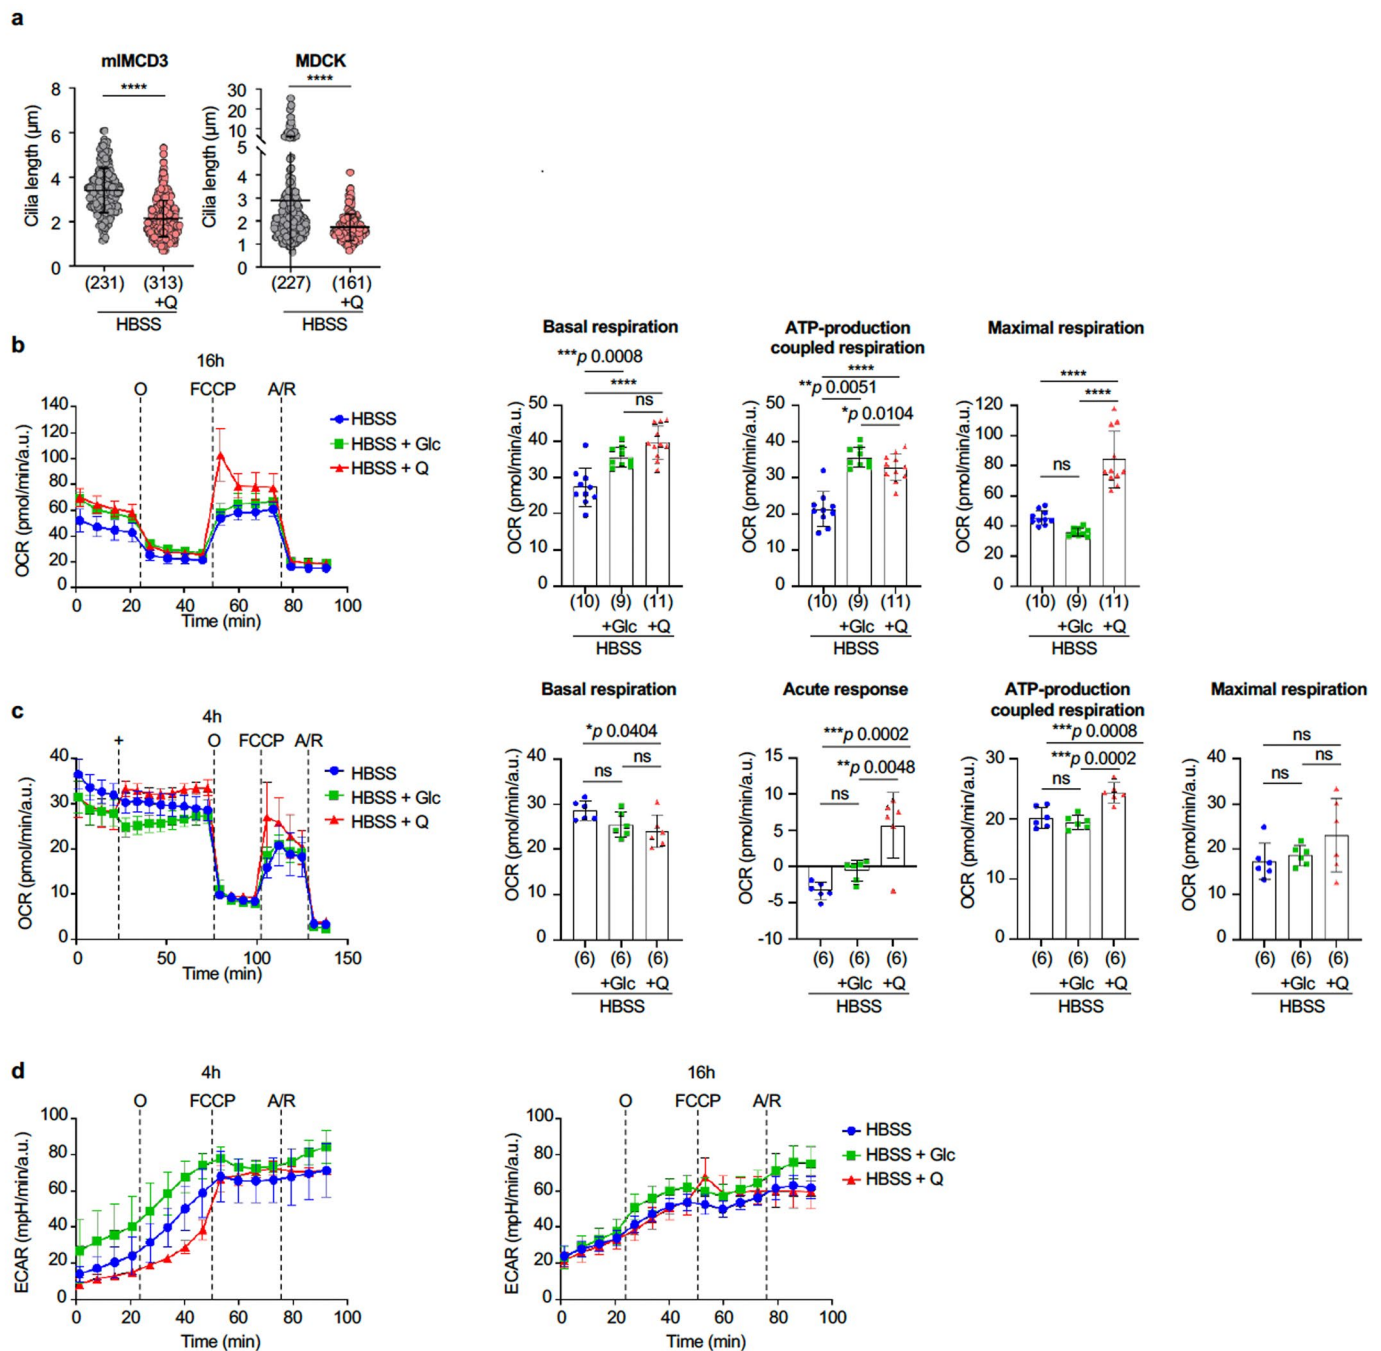 a
mIMCD3
****
8
6
4
2
0
Cilia length (µm)
(231) (313)
+Q
HBSS
MDCK
****
30
20
10
5
4
3
2
1
0
Cilia length (µm)
(227) (161)
+Q
HBSS
b
16h
O FCCP A/R
140
120
100
80
60
40
20
0
OCR (pmol/min/a.u.)
0 20 40 60 80 100
Time (min)
HBSS
HBSS + Glc
HBSS + Q
Basal respiration
***p 0.0008
****
ns
50
40
30
20
10
0
OCR (pmol/min/a.u.)
(10) (9) (11)
+Glc +Q
HBSS
ATP-production
coupled respiration
****
**p 0.0051
*p 0.0104
50
40
30
20
10
0
OCR (pmol/min/a.u.)
(10) (9) (11)
+Glc +Q
HBSS
Maximal respiration
****
****
ns
120
100
80
60
40
20
0
OCR (pmol/min/a.u.)
(10) (9) (11)
+Glc +Q
HBSS
c
4h
+ O FCCP A/R
40
30
20
10
0
OCR (pmol/min/a.u.)
0 50 100 150
Time (min)
HBSS
HBSS + Glc
HBSS + Q
Basal respiration
*p 0.0404
ns
ns
40
30
20
10
0
OCR (pmol/min/a.u.)
(6) (6) (6)
+Glc +Q
HBSS
Acute response
***p 0.0002
**p 0.0048
ns
15
10
5
0
-5
-10
OCR (pmol/min/a.u.)
(6) (6) (6)
+Glc +Q
HBSS
ATP-production
coupled respiration
***p 0.0008
***p 0.0002
ns
30
20
10
0
OCR (pmol/min/a.u.)
(6) (6) (6)
+Glc +Q
HBSS
Maximal respiration
ns
ns
ns
40
30
20
10
0
OCR (pmol/min/a.u.)
(6) (6) (6)
+Glc +Q
HBSS
d
4h
O FCCP A/R
100
80
60
40
20
0
ECAR (mpH/min/a.u.)
0 20 40 60 80 100
Time (min)
16h
O FCCP A/R
100
80
60
40
20
0
ECAR (mpH/min/a.u.)
0 20 40 60 80 100
Time (min)
HBSS
HBSS + Glc
HBSS + Q